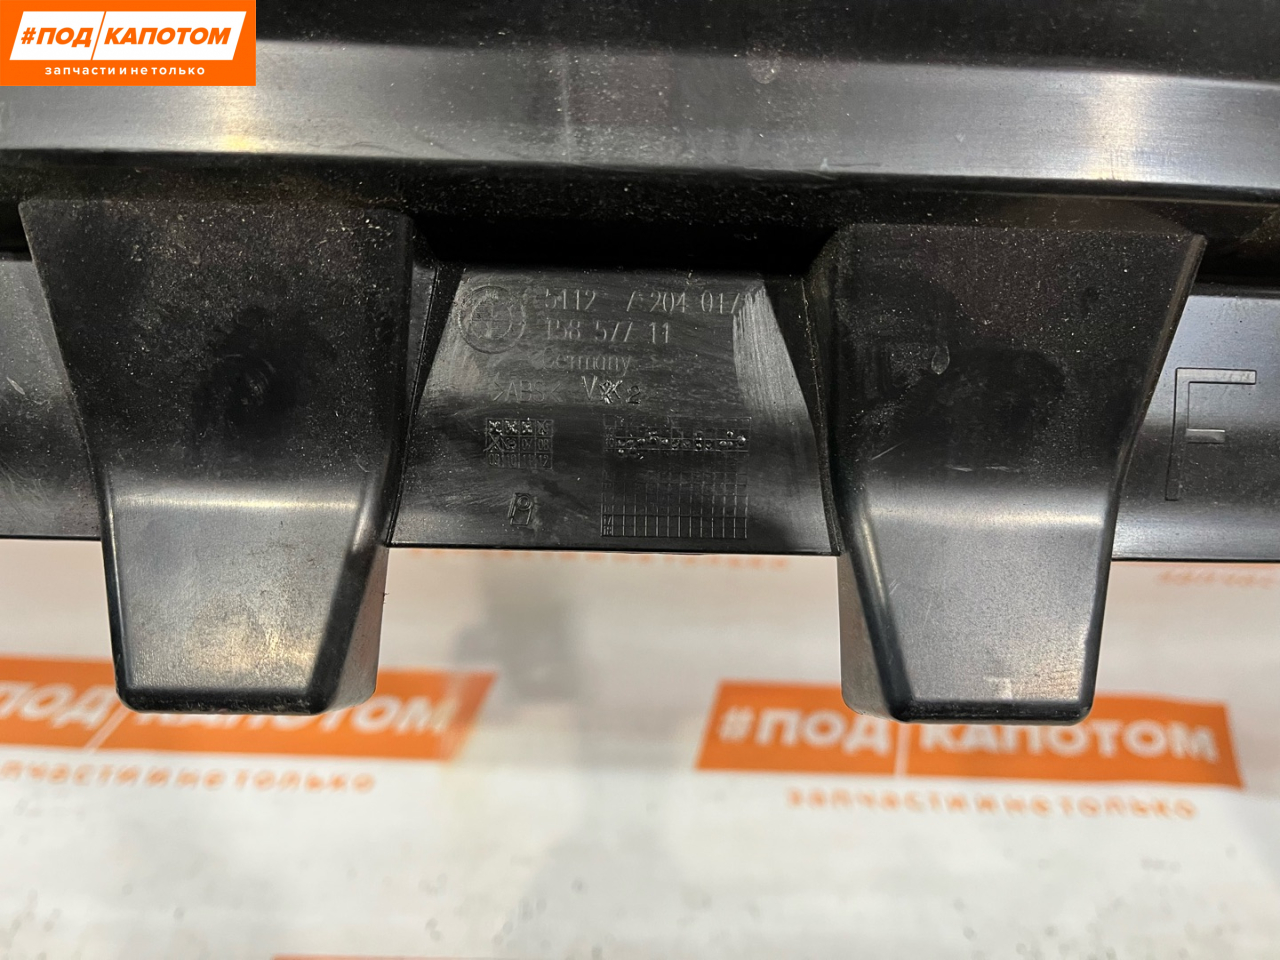 #ПОД КАПОТОМ
запчасти и не только
5112 7 204 017
158 577 11
Germany
>ABS<
F
#ПОД КАПОТОМ
запчасти и не только
#ПОД КАПОТОМ
запчасти и не только